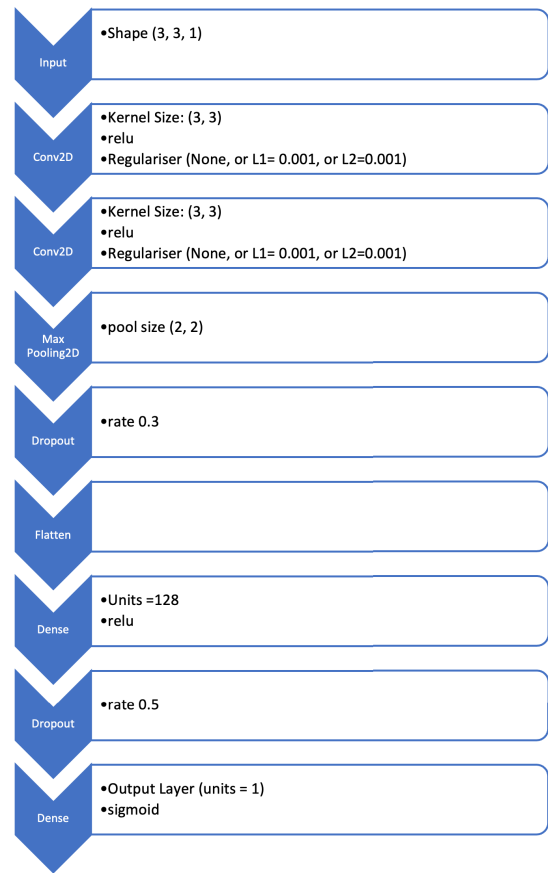 Input
•Shape (3, 3, 1)
Conv2D
•Kernel Size: (3, 3)
•relu
•Regulariser (None, or L1= 0.001, or L2=0.001)
Conv2D
•Kernel Size: (3, 3)
•relu
•Regulariser (None, or L1= 0.001, or L2=0.001)
Max
Pooling2D
•pool size (2, 2)
Dropout
•rate 0.3
Flatten
Dense
•Units =128
•relu
Dropout
•rate 0.5
Dense
•Output Layer (units = 1)
•sigmoid